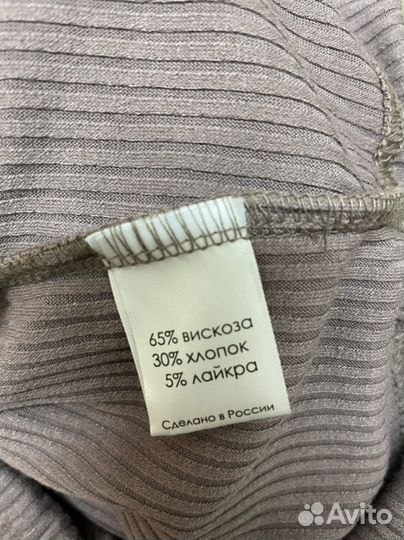 65% вискоза
30% хлопок
5% лайкра
Сделано в России
Avito